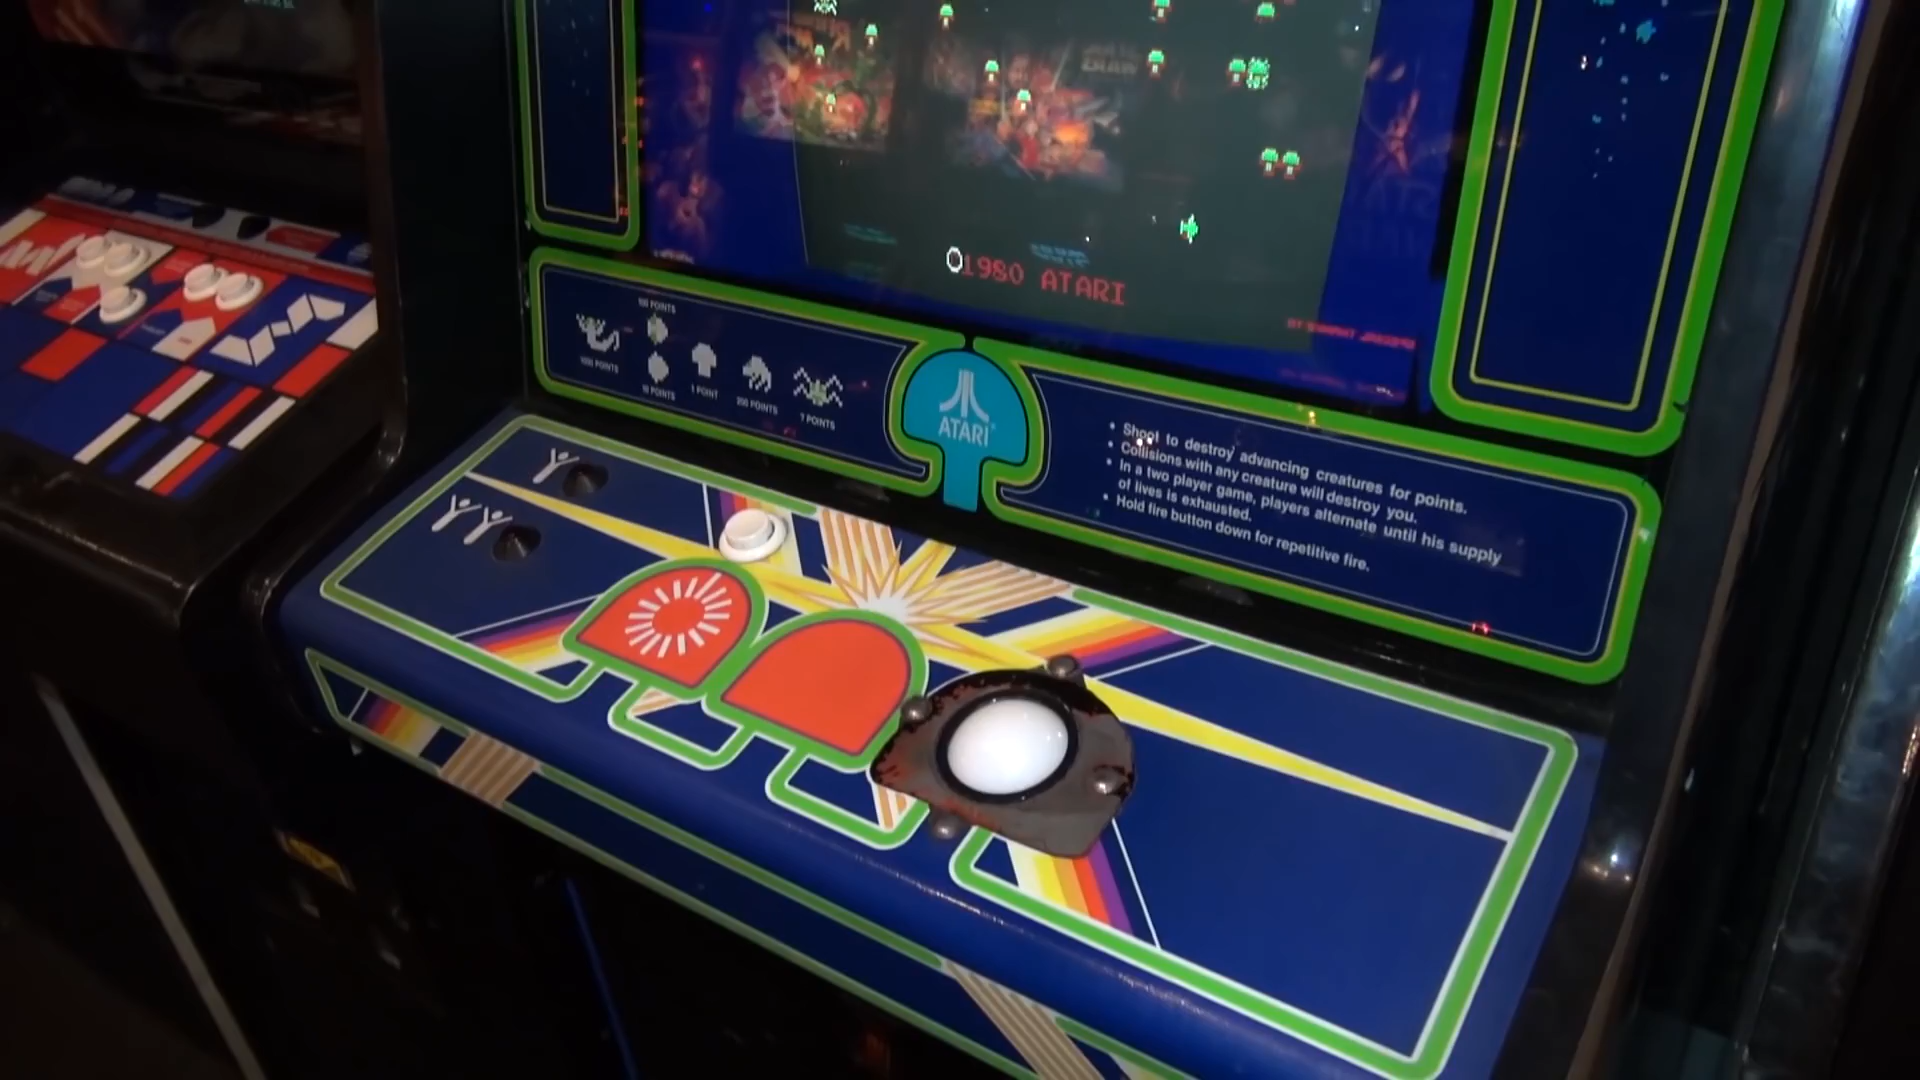 1980 ATARI
100 POINTS
1000 POINTS
10 POINTS
1 POINT
200 POINTS
? POINTS
ATARI
• Shoot to destroy advancing creatures for points.
• Collisions with any creature will destroy you.
• In a two player game, players alternate until his supply
of lives is exhausted.
• Hold fire button down for repetitive fire.